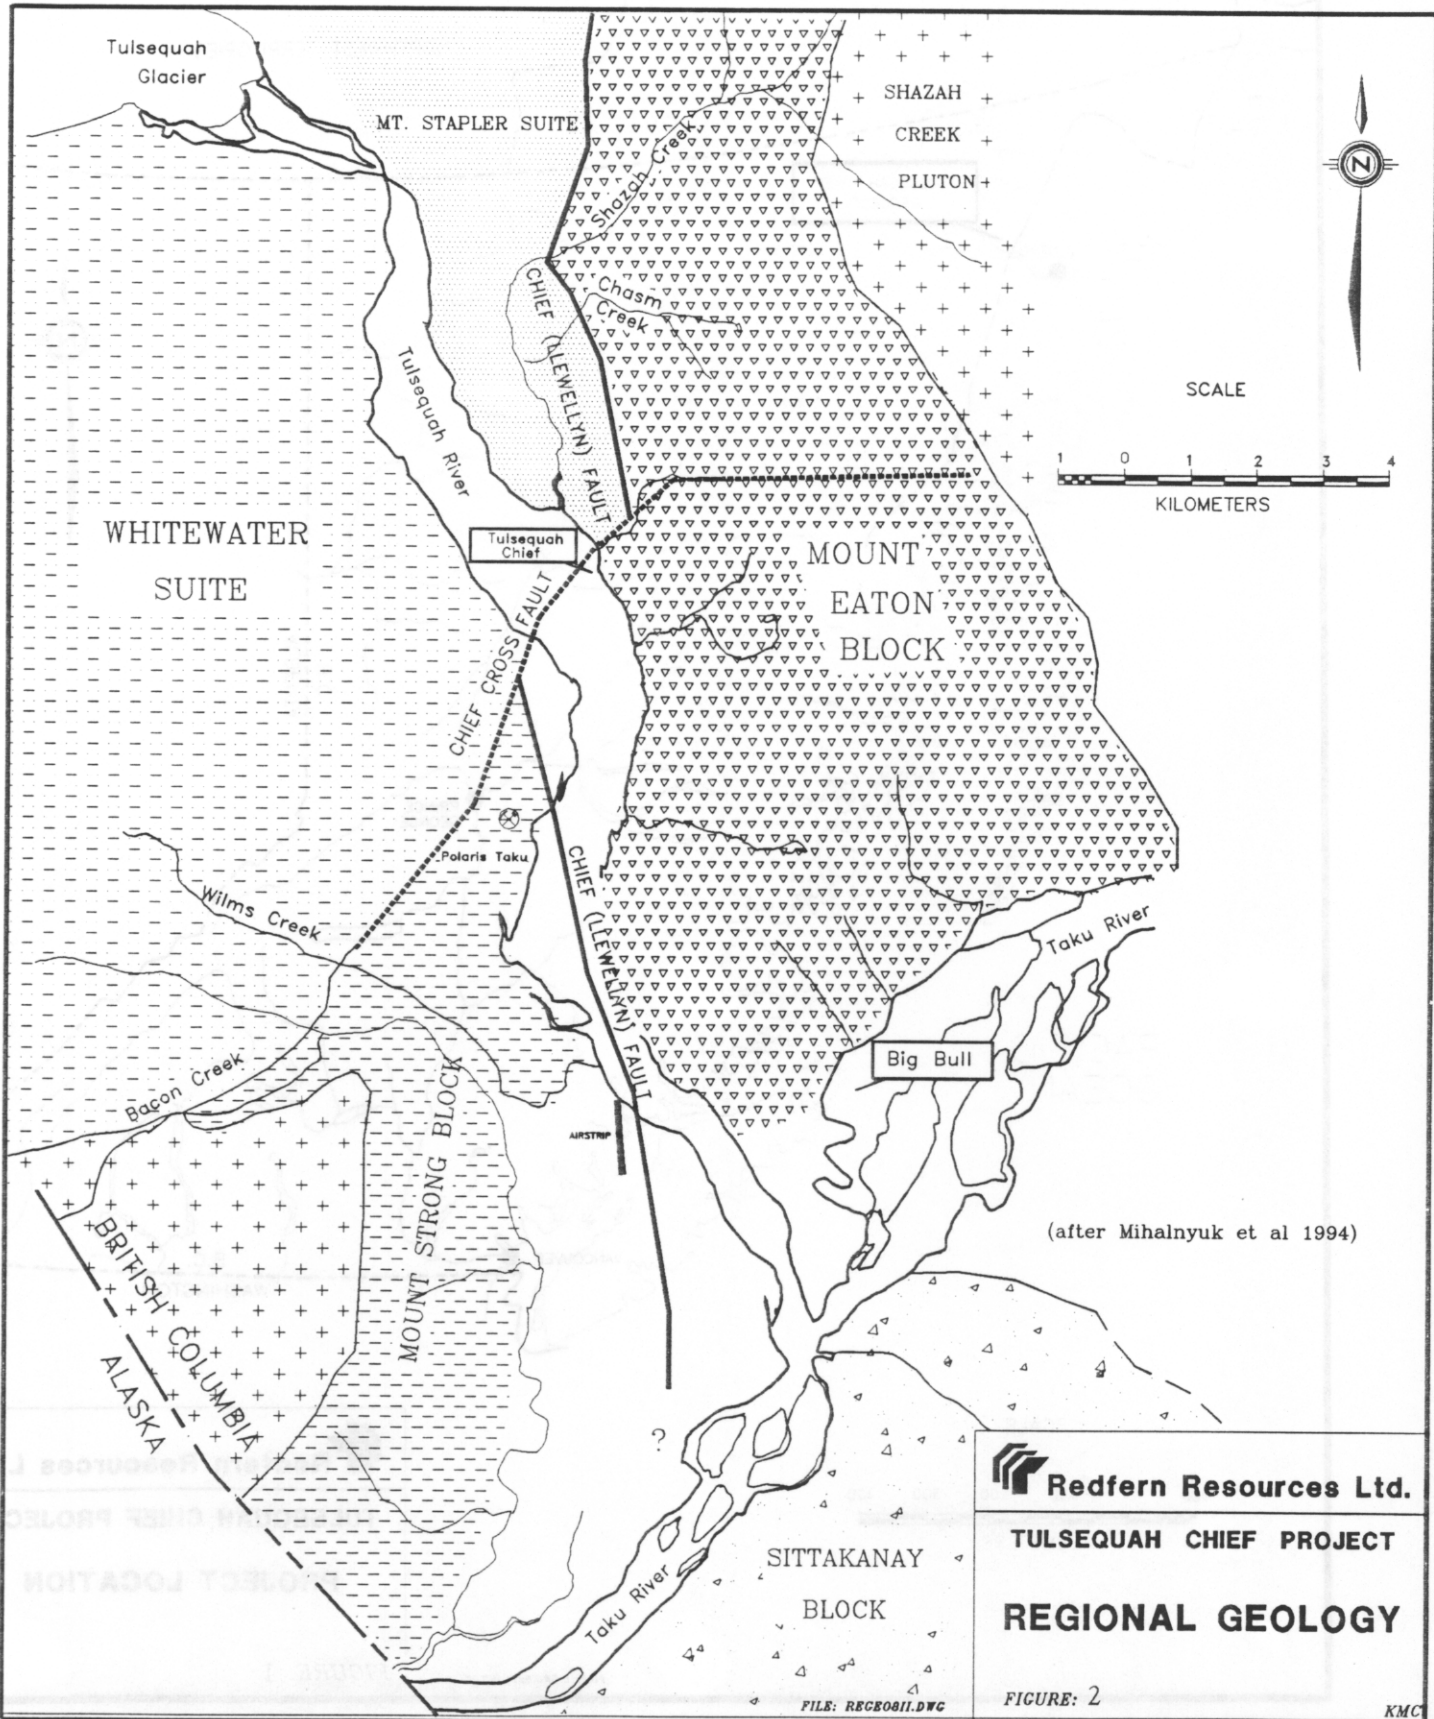 Tulsequah
Glacier
MT. STAPLER SUITE
SHAZAH
CREEK
PLUTON
Shazah Creek
N
CHIEF (LLEWELLYN) FAULT
Chasm
Creek
Tulsequah River
SCALE
1 0 1 2 3 4
KILOMETERS
WHITEWATER
SUITE
Tulsequah
Chief
MOUNT
EATON
BLOCK
CHIEF CROSS FAULT
Polaris Taku
CHIEF (LLEWELLYN) FAULT
Wilms Creek
Taku River
Big Bull
Bacon Creek
MOUNT STRONG BLOCK
AIRSTRIP
(after Mihalnyuk et al 1994)
BRITISH COLUMBIA
ALASKA
?
Taku River
SITTAKANAY
BLOCK
Redfern Resources Ltd.
TULSEQUAH CHIEF PROJECT
REGIONAL GEOLOGY
FIGURE: 2
FILE: REGEO811.DWG
KMC